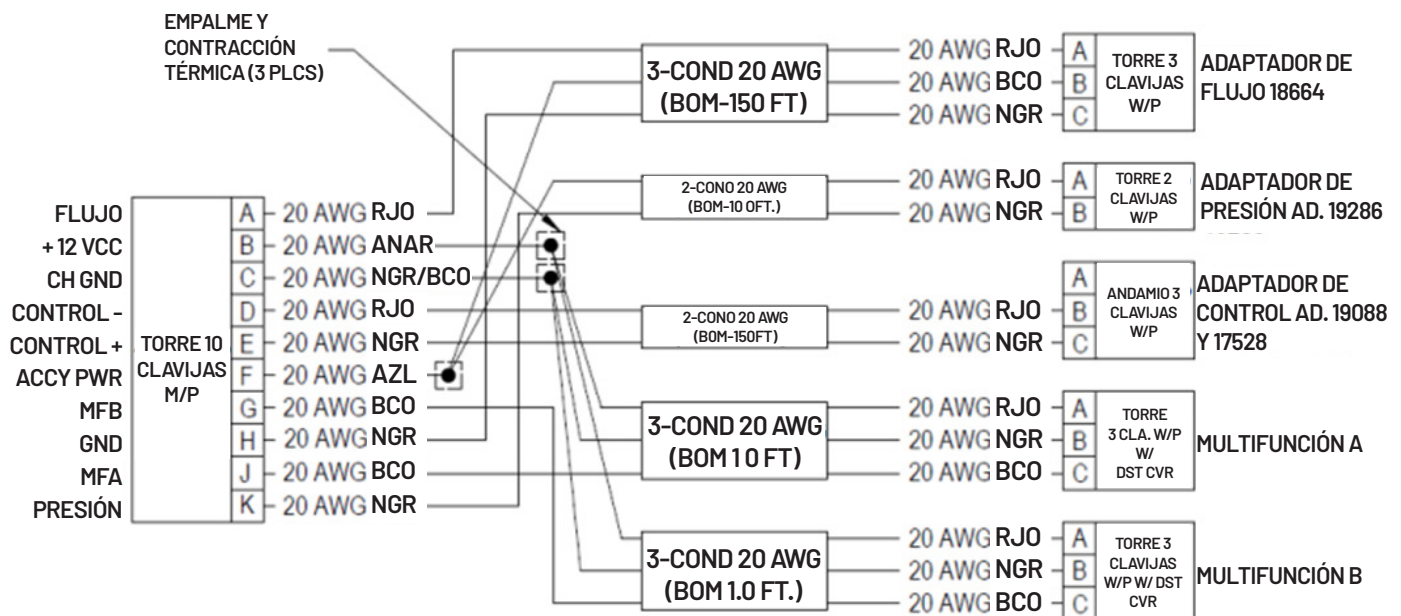 EMPALME Y
CONTRACCIÓN
TÉRMICA (3 PLCS)
FLUJO
+ 12 VCC
CH GND
CONTROL -
CONTROL +
ACCY PWR
MFB
GND
MFA
PRESIÓN
TORRE 10
CLAVIJAS
M/P
A 20 AWG RJO
B 20 AWG ANAR
C 20 AWG NGR/BCO
D 20 AWG RJO
E 20 AWG NGR
F 20 AWG AZL
G 20 AWG BCO
H 20 AWG NGR
J 20 AWG BCO
K 20 AWG NGR
3-COND 20 AWG
(BOM-150 FT)
20 AWG RJO A
20 AWG BCO B
20 AWG NGR C
TORRE 3
CLAVIJAS
W/P
ADAPTADOR DE
FLUJO 18664
2-CONO 20 AWG
(BOM-10 OFT.)
20 AWG RJO A
20 AWG NGR B
TORRE 2
CLAVIJAS
W/P
ADAPTADOR DE
PRESIÓN AD. 19286
2-CONO 20 AWG
(BOM-150FT)
A
20 AWG RJO B
20 AWG NGR C
ANDAMIO 3
CLAVIJAS
W/P
ADAPTADOR DE
CONTROL AD. 19088
Y 17528
3-COND 20 AWG
(BOM 1 0 FT)
20 AWG RJO A
20 AWG NGR B
20 AWG BCO C
TORRE
3 CLA. W/P
W/
DST CVR
MULTIFUNCIÓN A
3-COND 20 AWG
(BOM 1.0 FT.)
20 AWG RJO A
20 AWG NGR B
20 AWG BCO C
TORRE 3
CLAVIJAS
W/P W/ DST
CVR
MULTIFUNCIÓN B